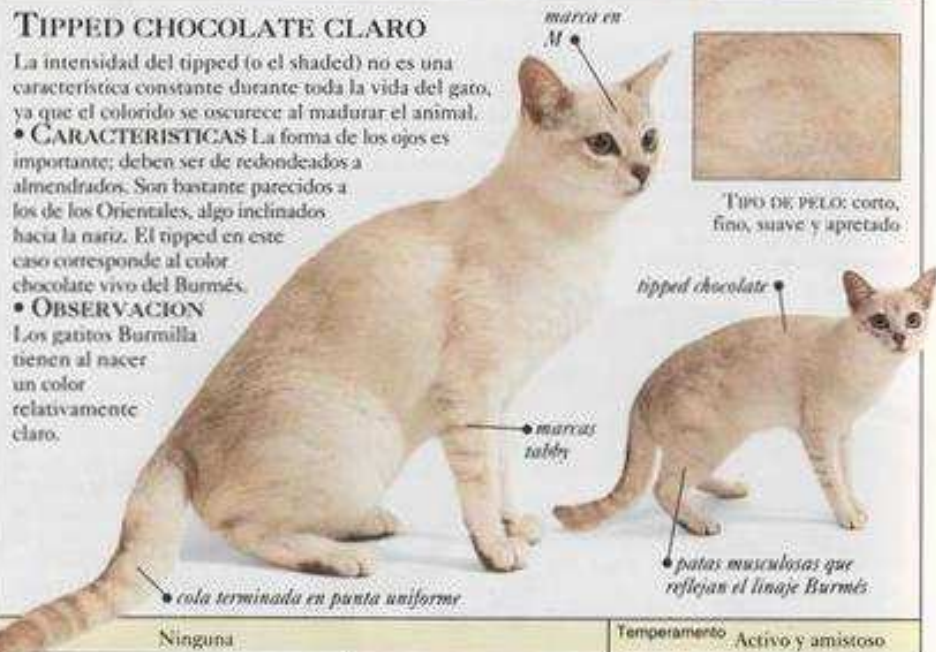 TIPPED CHOCOLATE CLARO
La intensidad del tipped (o el shaded) no es una
característica constante durante toda la vida del gato,
ya que el colorido se oscurece al madurar el animal.
• CARACTERISTICAS La forma de los ojos es
importante; deben ser de redondeados a
almendrados. Son bastante parecidos a
los de los Orientales, algo inclinados
hacia la nariz. El tipped en este
caso corresponde al color
chocolate vivo del Burmés.
• OBSERVACION
Los gatitos Burmilla
tienen al nacer
un color
relativamente
claro.
marca en
M
TIPO DE PELO: corto,
fino, suave y apretado
tipped chocolate
marcas
tabby
patas musculosas que
reflejan el linaje Burmés
cola terminada en punta uniforme
Ninguna
Temperamento Activo y amistoso